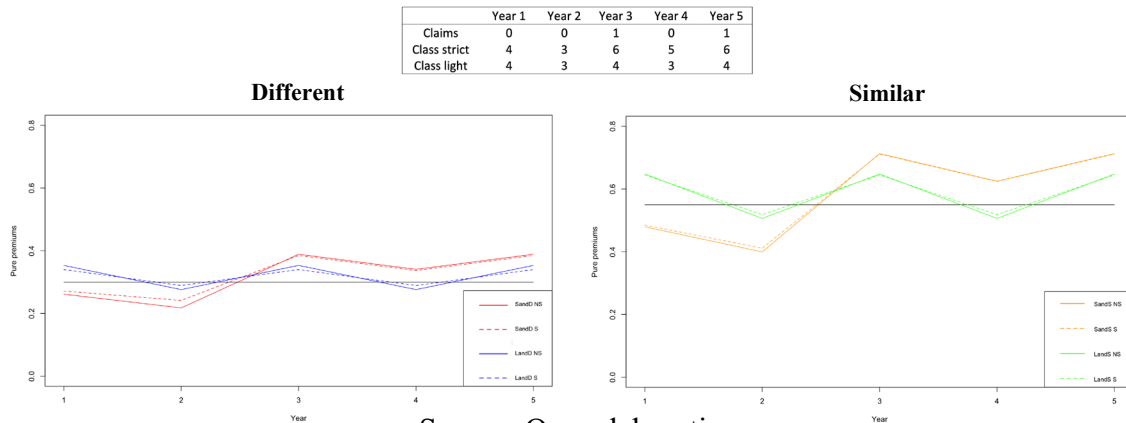 Year 1 Year 2 Year 3 Year 4 Year 5
Claims 0 0 1 0 1
Class strict 4 3 6 5 6
Class light 4 3 4 3 4
Different
Pure premiums
0.8
0.6
0.4
0.2
0.0
1 2 3 4 5
Year
SandD NS
SandD S
LandD NS
LandD S
Similar
Pure premiums
0.8
0.6
0.4
0.2
0.0
1 2 3 4 5
Year
SandS NS
SandS S
LandS NS
LandS S